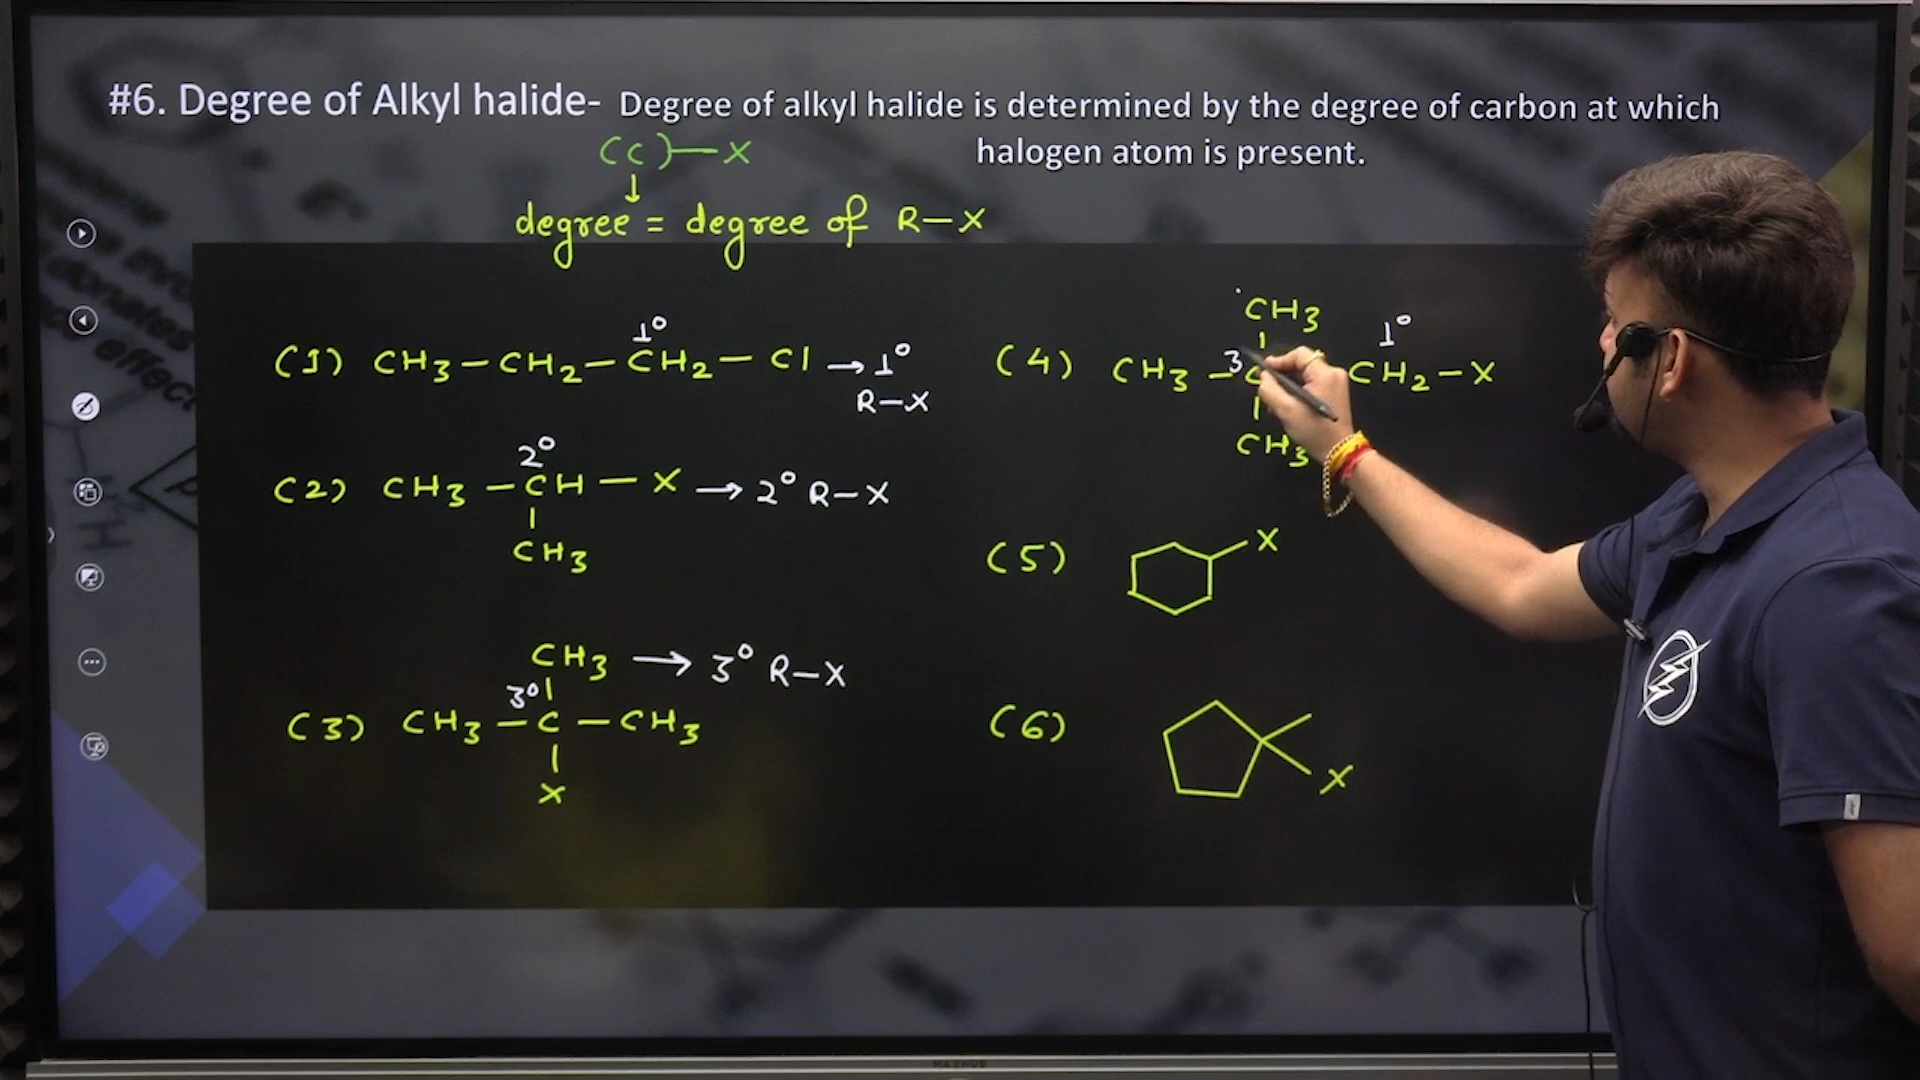 #6. Degree of Alkyl halide- Degree of alkyl halide is determined by the degree of carbon at which
halogen atom is present.
(C)—X
↓
degree = degree of R—X
(1) CH3—CH2—CH2—Cl → 1°
1°
R—X
(2) CH3—CH—X → 2° R—X
2°
CH3
CH3 → 3° R—X
3°
(3) CH3—C—CH3
X
CH3
1°
3
(4) CH3—C CH2—X
CH3
(5) X
(6) X